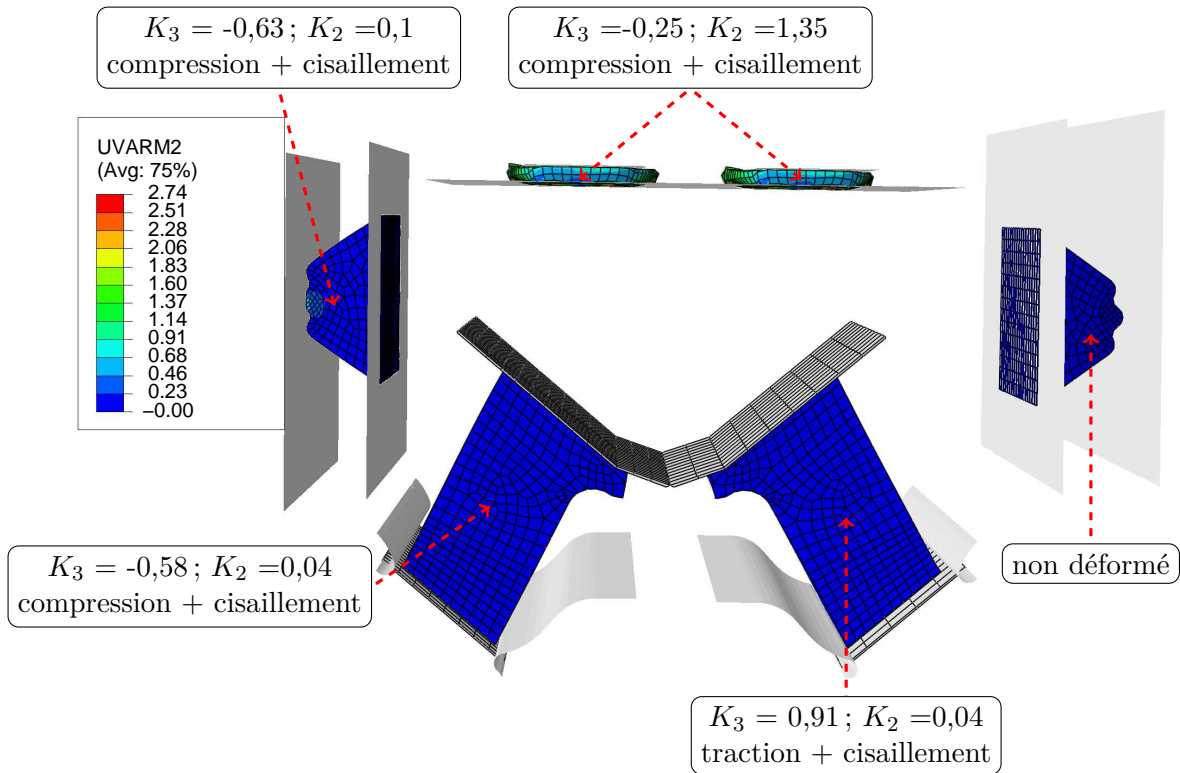 K₃ = -0,63 ; K₂ =0,1
compression + cisaillement
K₃ =-0,25 ; K₂ =1,35
compression + cisaillement
UVARM2
(Avg: 75%)
2.74
2.51
2.28
2.06
1.83
1.60
1.37
1.14
0.91
0.68
0.46
0.23
−0.00
K₃ = -0,58 ; K₂ =0,04
compression + cisaillement
non déformé
K₃ = 0,91 ; K₂ =0,04
traction + cisaillement